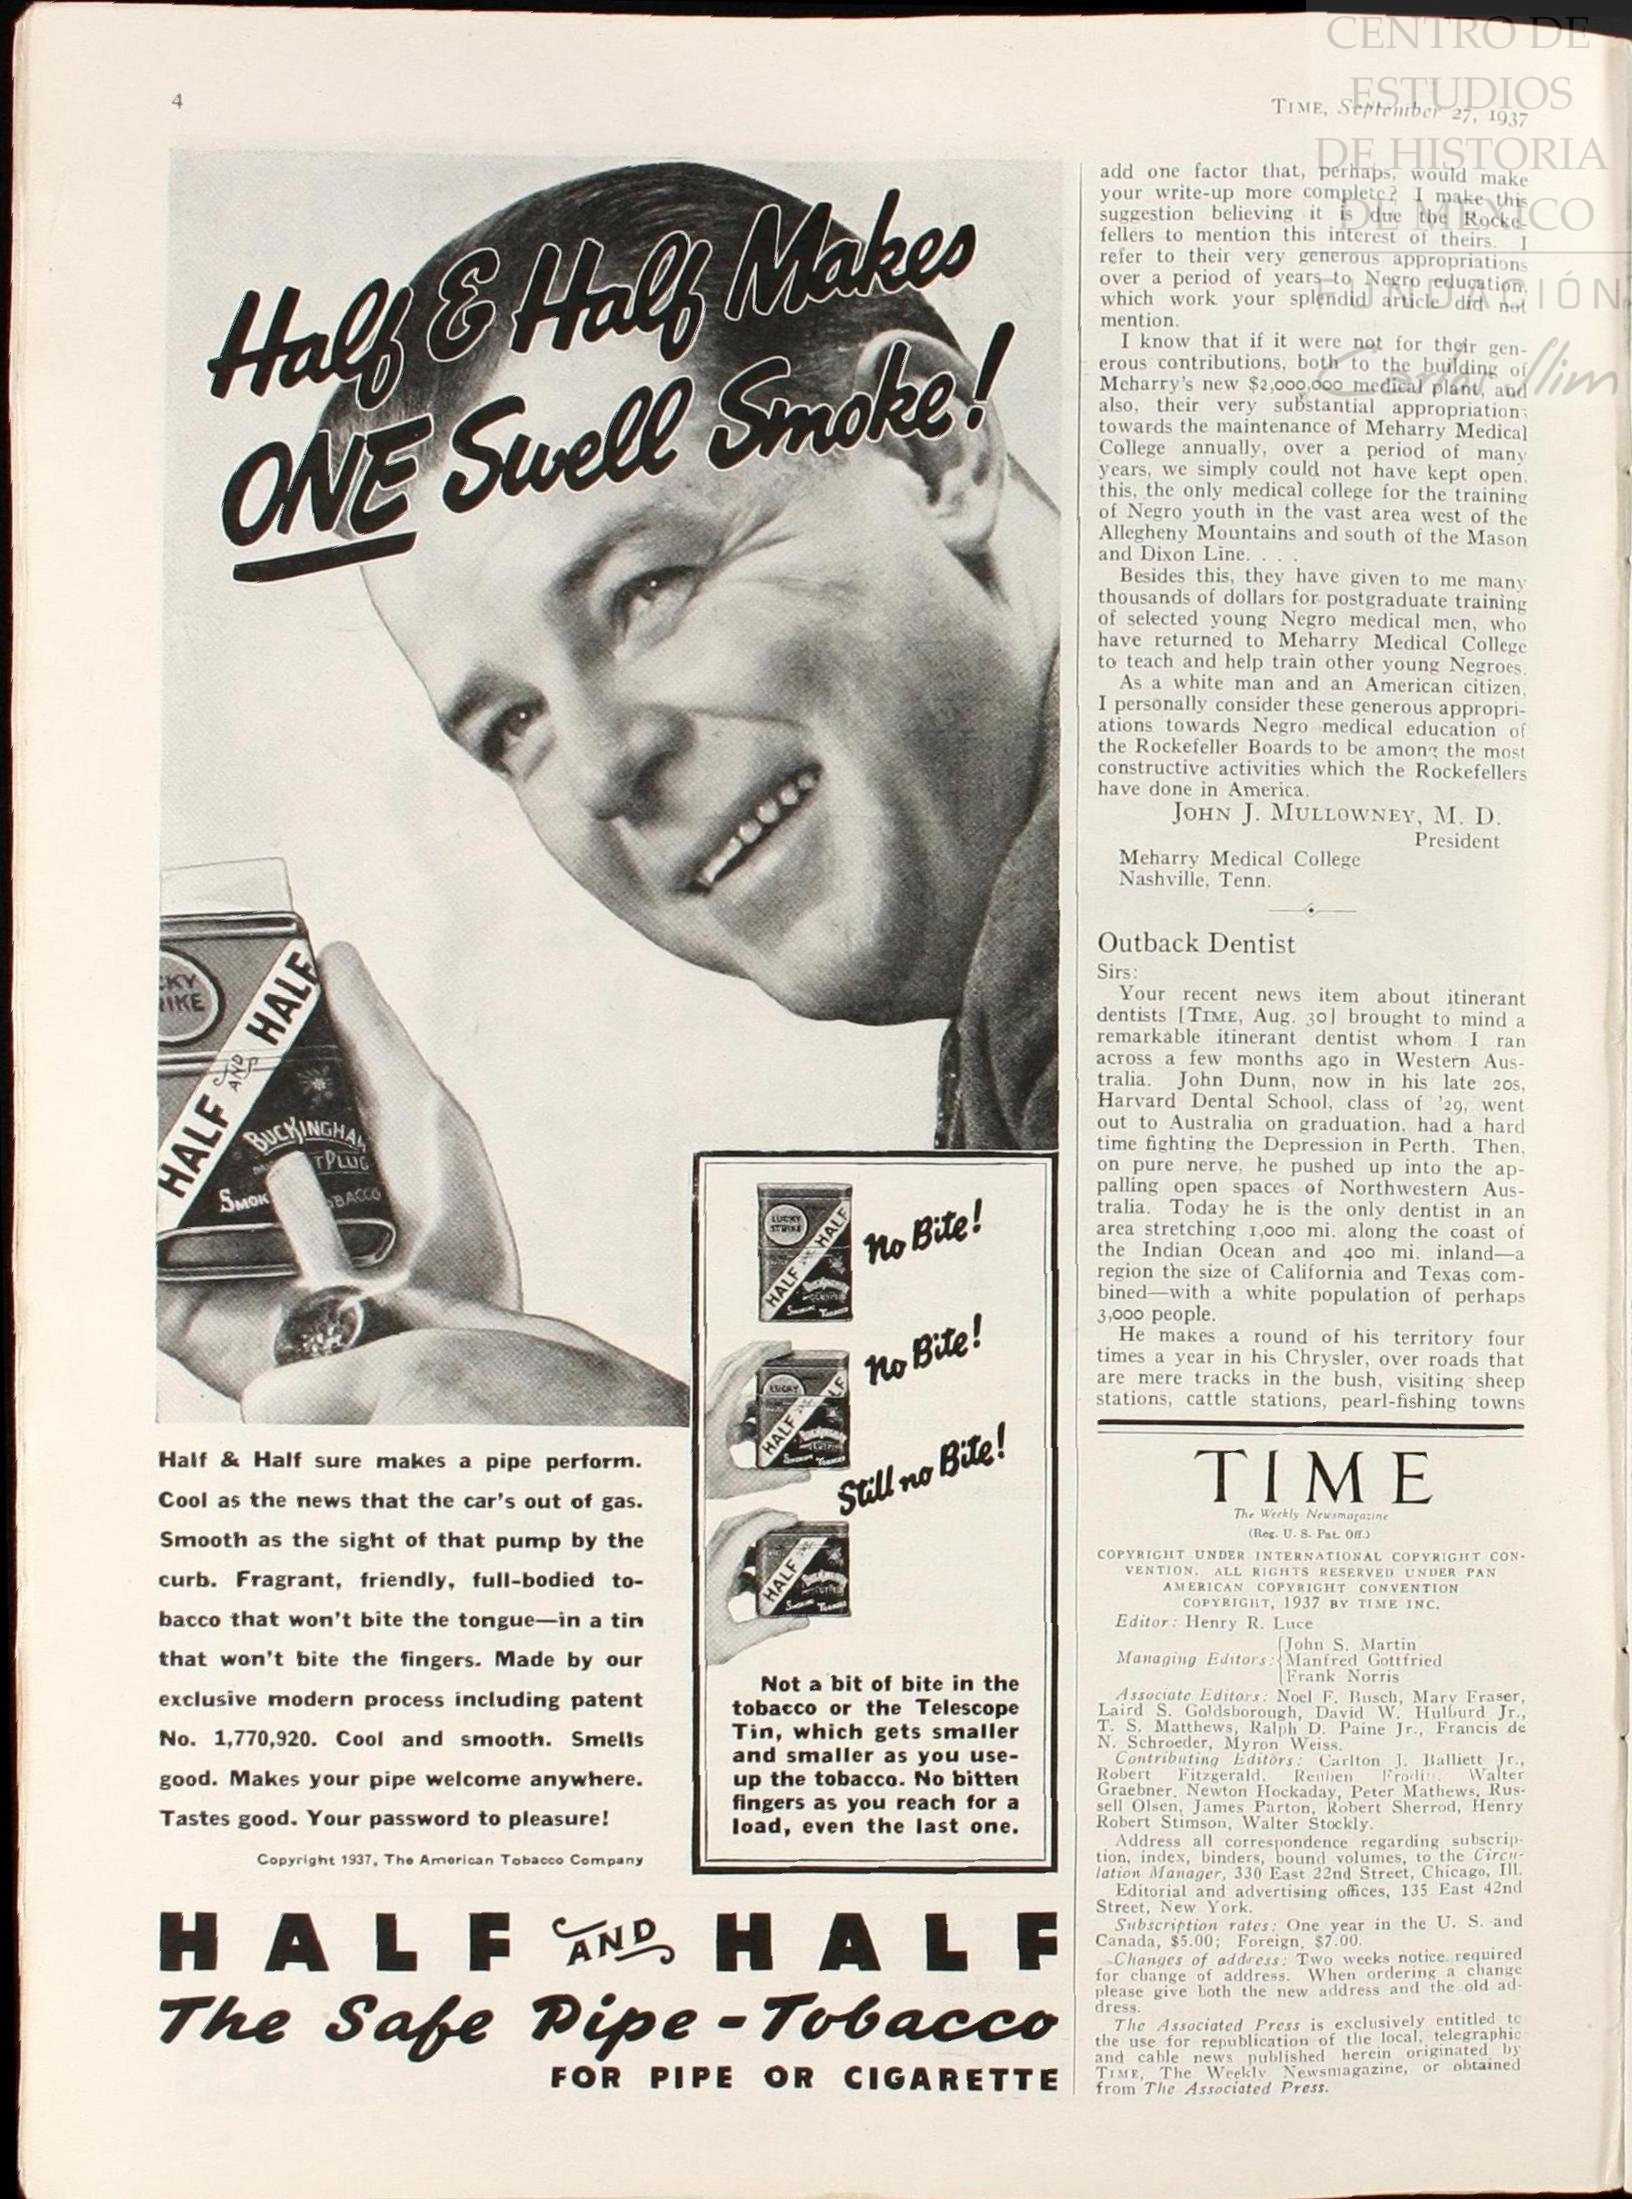 CENTRO DE
ESTUDIOS
DE HISTORIA
DE MÉXICO
FUNDACIÓN
Carlos Slim
4
TIME, September 27, 1937
Half & Half Makes
ONE Swell Smoke!
CKY
RIKE
HALF AND HALF
BUCKINGHAM
T PLUG
SMOK
OBACCO
LUCKY
STRIKE
HALF AND HALF
No Bite!
LUCKY
HALF AND HALF
No Bite!
HALF
Still no Bite!
Half & Half sure makes a pipe perform.
Cool as the news that the car's out of gas.
Smooth as the sight of that pump by the
curb. Fragrant, friendly, full-bodied to-
bacco that won't bite the tongue—in a tin
that won't bite the fingers. Made by our
exclusive modern process including patent
No. 1,770,920. Cool and smooth. Smells
good. Makes your pipe welcome anywhere.
Tastes good. Your password to pleasure!
Copyright 1937, The American Tobacco Company
Not a bit of bite in the
tobacco or the Telescope
Tin, which gets smaller
and smaller as you use-
up the tobacco. No bitten
fingers as you reach for a
load, even the last one.
HALF AND HALF
The Safe Pipe-Tobacco
FOR PIPE OR CIGARETTE
add one factor that, perhaps, would make
your write-up more complete? I make this
suggestion believing it is due the Rocke-
fellers to mention this interest of theirs. I
refer to their very generous appropriations
over a period of years to Negro education,
which work your splendid article did not
mention.
I know that if it were not for their gen-
erous contributions, both to the building of
Meharry's new $2,000,000 medical plant, and
also, their very substantial appropriations
towards the maintenance of Meharry Medical
College annually, over a period of many
years, we simply could not have kept open,
this, the only medical college for the training
of Negro youth in the vast area west of the
Allegheny Mountains and south of the Mason
and Dixon Line. . . .
Besides this, they have given to me many
thousands of dollars for postgraduate training
of selected young Negro medical men, who
have returned to Meharry Medical College
to teach and help train other young Negroes.
As a white man and an American citizen,
I personally consider these generous appropri-
ations towards Negro medical education of
the Rockefeller Boards to be among the most
constructive activities which the Rockefellers
have done in America.
JOHN J. MULLOWNEY, M. D.
President
Meharry Medical College
Nashville, Tenn.
Outback Dentist
Sirs:
Your recent news item about itinerant
dentists [TIME, Aug. 30] brought to mind a
remarkable itinerant dentist whom I ran
across a few months ago in Western Aus-
tralia. John Dunn, now in his late 20s,
Harvard Dental School, class of '29, went
out to Australia on graduation, had a hard
time fighting the Depression in Perth. Then,
on pure nerve, he pushed up into the ap-
palling open spaces of Northwestern Aus-
tralia. Today he is the only dentist in an
area stretching 1,000 mi. along the coast of
the Indian Ocean and 400 mi. inland—a
region the size of California and Texas com-
bined—with a white population of perhaps
3,000 people.
He makes a round of his territory four
times a year in his Chrysler, over roads that
are mere tracks in the bush, visiting sheep
stations, cattle stations, pearl-fishing towns
TIME
The Weekly Newsmagazine
(Reg. U. S. Pat. Off.)
COPYRIGHT UNDER INTERNATIONAL COPYRIGHT CON-
VENTION. ALL RIGHTS RESERVED UNDER PAN
AMERICAN COPYRIGHT CONVENTION
COPYRIGHT, 1937 BY TIME INC.
Editor: Henry R. Luce
John S. Martin
Managing Editors: Manfred Gottfried
Frank Norris
Associate Editors: Noel F. Busch, Mary Fraser,
Laird S. Goldsborough, David W. Hulburd Jr.,
T. S. Matthews, Ralph D. Paine Jr., Francis de
N. Schroeder, Myron Weiss.
Contributing Editors: Carlton J. Balliett Jr.,
Robert Fitzgerald, Reuben Walter
Graebner, Newton Hockaday, Peter Mathews, Rus-
sell Olsen, James Parton, Robert Sherrod, Henry
Robert Stimson, Walter Stockly.
Address all correspondence regarding subscrip-
tion, index, binders, bound volumes, to the Circu-
lation Manager, 330 East 22nd Street, Chicago, Ill.
Editorial and advertising offices, 135 East 42nd
Street, New York.
Subscription rates: One year in the U. S. and
Canada, $5.00; Foreign, $7.00.
Changes of address: Two weeks notice required
for change of address. When ordering a change
please give both the new address and the old ad-
dress.
The Associated Press is exclusively entitled to
the use for republication of the local, telegraphic
and cable news published herein originated by
TIME, The Weekly Newsmagazine, or obtained
from The Associated Press.